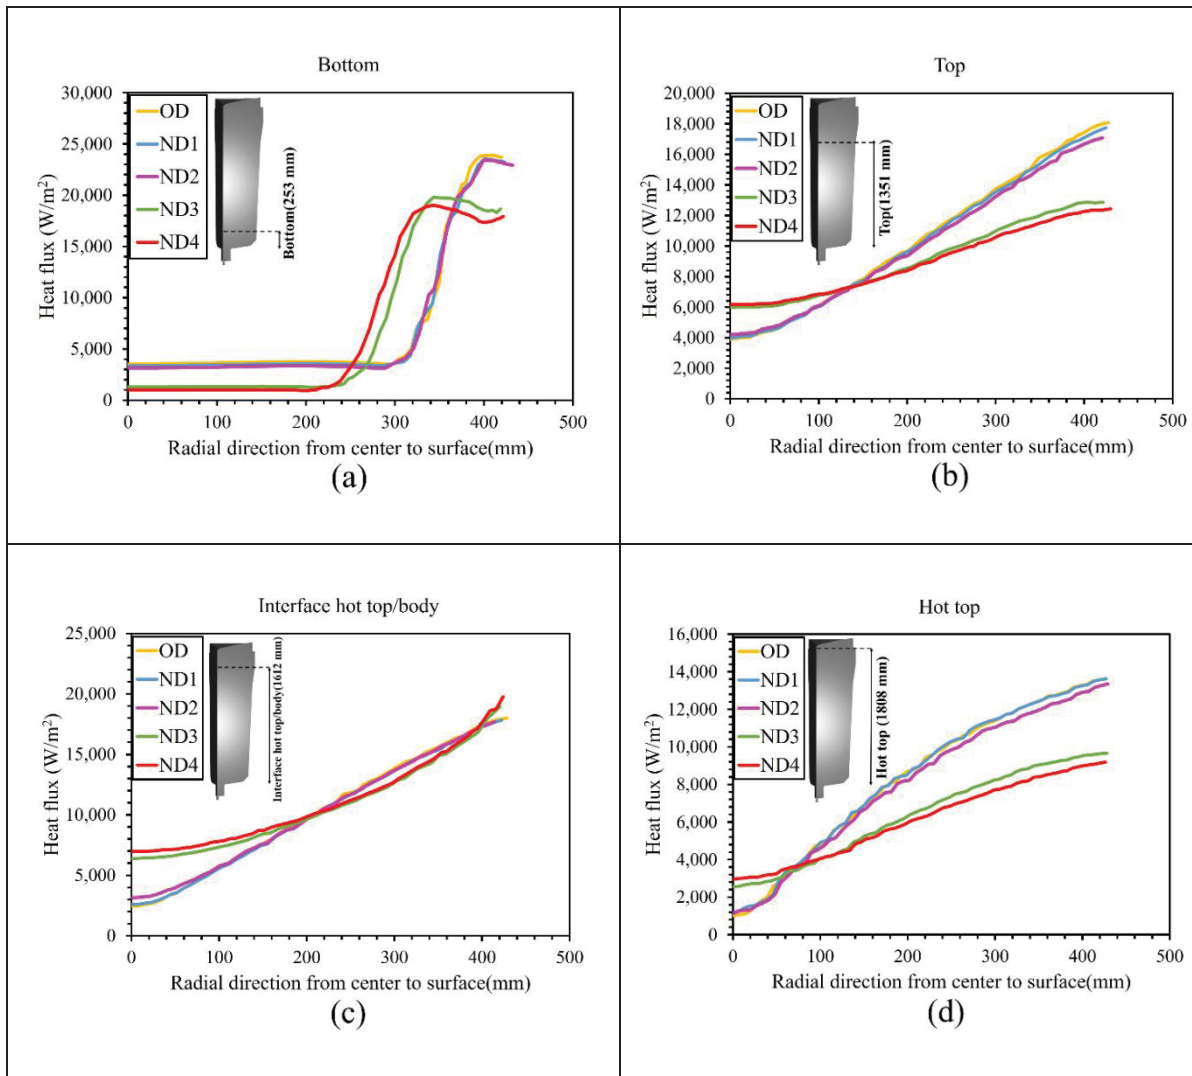 Bottom
30,000
25,000
20,000
15,000
10,000
5,000
0
Heat flux (W/m²)
OD
ND1
ND2
ND3
ND4
Bottom(253 mm)
0 100 200 300 400 500
Radial direction from center to surface(mm)
(a)
Top
20,000
18,000
16,000
14,000
12,000
10,000
8,000
6,000
4,000
2,000
0
Heat flux (W/m²)
OD
ND1
ND2
ND3
ND4
Top(1351 mm)
0 100 200 300 400 500
Radial direction from center to surface(mm)
(b)
Interface hot top/body
25,000
20,000
15,000
10,000
5,000
0
Heat flux (W/m²)
OD
ND1
ND2
ND3
ND4
Interface hot top/body(1612 mm)
0 100 200 300 400 500
Radial direction from center to surface(mm)
(c)
Hot top
16,000
14,000
12,000
10,000
8,000
6,000
4,000
2,000
0
Heat flux (W/m²)
OD
ND1
ND2
ND3
ND4
Hot top (1808 mm)
0 100 200 300 400 500
Radial direction from center to surface(mm)
(d)